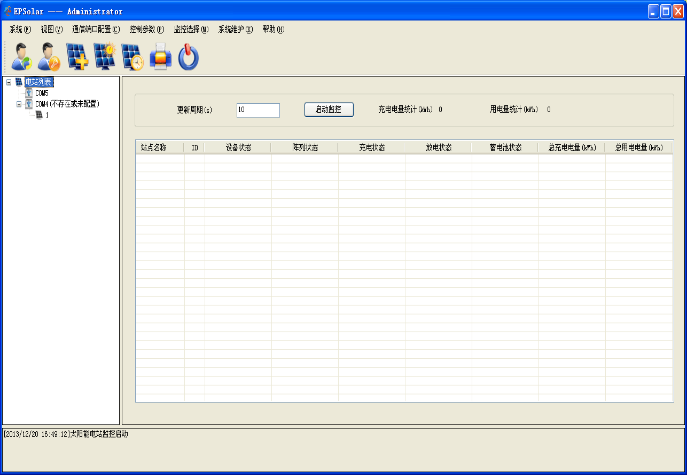 EPSolar —— Administrator
系统(F) 视图(V) 通信端口配置(C) 控制参数(P) 监控选择(M) 系统维护(I) 帮助(H)
电站列表
COM5
COM4(不存在或未配置)
1
更新周期(s) 10 启动监控 充电电量统计(kWh) 0 用电量统计(kWh) 0
站点名称 ID 设备状态 阵列状态 充电状态 放电状态 蓄电池状态 总充电电量(kWh) 总用电电量(kWh)
[2013/12/20 15:49:12]太阳能电站监控启动